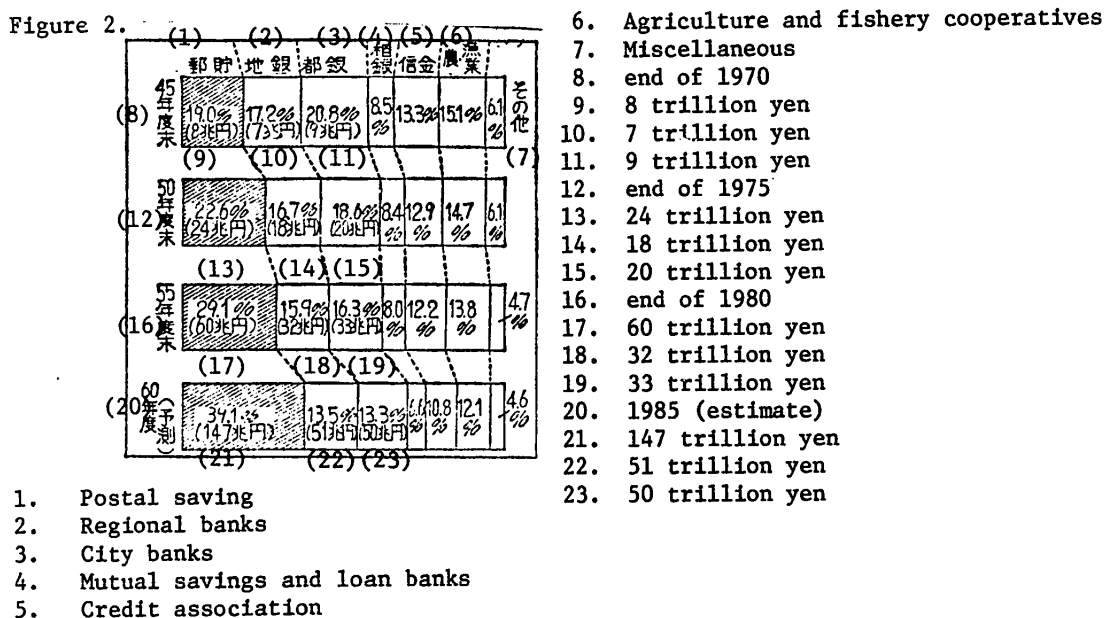 Figure 2.
(1) (2) (3) (4) (5) (6)
郵貯 地銀 都銀 相銀 信金 農漁業
その他
(7)
45年度末
(8)
19.0% 17.2% 20.8% 8.5% 13.3% 15.1% 6.1%
(8兆円) (7兆円) (9兆円)
(9) (10) (11)
50年度末
(12)
22.6% 16.7% 18.6% 8.4% 12.9% 14.7% 6.1%
(24兆円) (18兆円) (20兆円)
(13) (14) (15)
55年度末
(16)
29.1% 15.9% 16.3% 8.0% 12.2% 13.8% 4.7%
(60兆円) (32兆円) (33兆円)
(17) (18) (19)
60年度(予測)
(20)
13.5% 13.3% 10.8% 12.1% 4.6%
(147兆円) (51兆円) (50兆円)
(21) (22) (23)
1. Postal saving
2. Regional banks
3. City banks
4. Mutual savings and loan banks
5. Credit association
6. Agriculture and fishery cooperatives
7. Miscellaneous
8. end of 1970
9. 8 trillion yen
10. 7 trillion yen
11. 9 trillion yen
12. end of 1975
13. 24 trillion yen
14. 18 trillion yen
15. 20 trillion yen
16. end of 1980
17. 60 trillion yen
18. 32 trillion yen
19. 33 trillion yen
20. 1985 (estimate)
21. 147 trillion yen
22. 51 trillion yen
23. 50 trillion yen